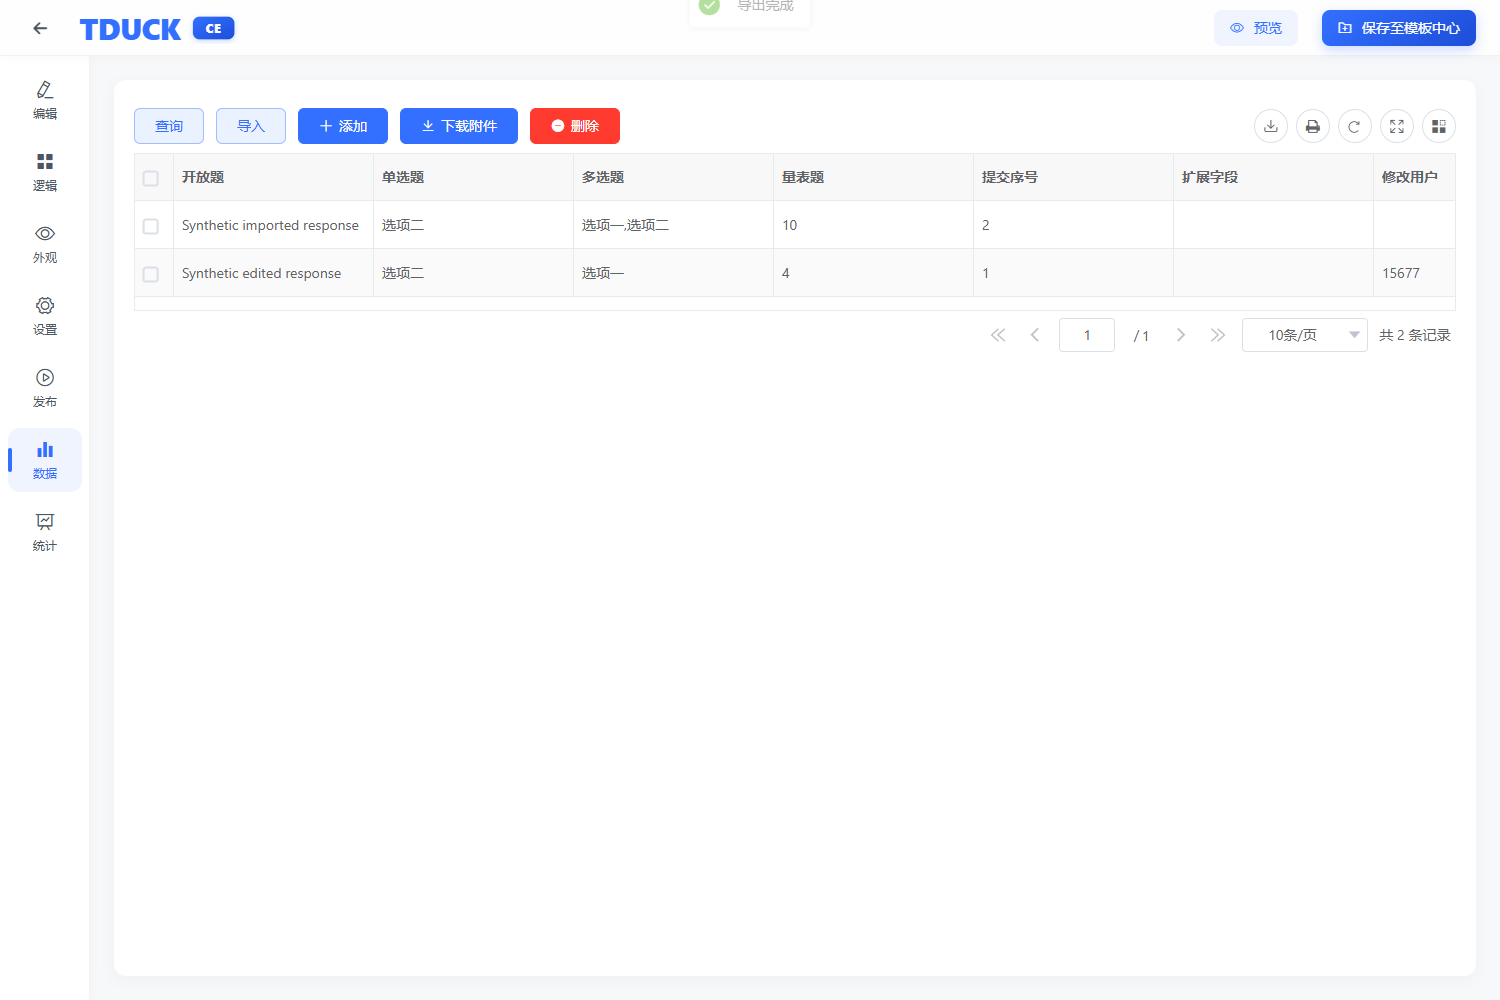 导出完成
TDUCK CE
预览
保存至模板中心
编辑
逻辑
外观
设置
发布
数据
统计
查询
导入
添加
下载附件
删除
开放题 单选题 多选题 量表题 提交序号 扩展字段 修改用户
Synthetic imported response 选项二 选项一,选项二 10 2
Synthetic edited response 选项二 选项一 4 1 15677
1 / 1 10条/页 共 2 条记录